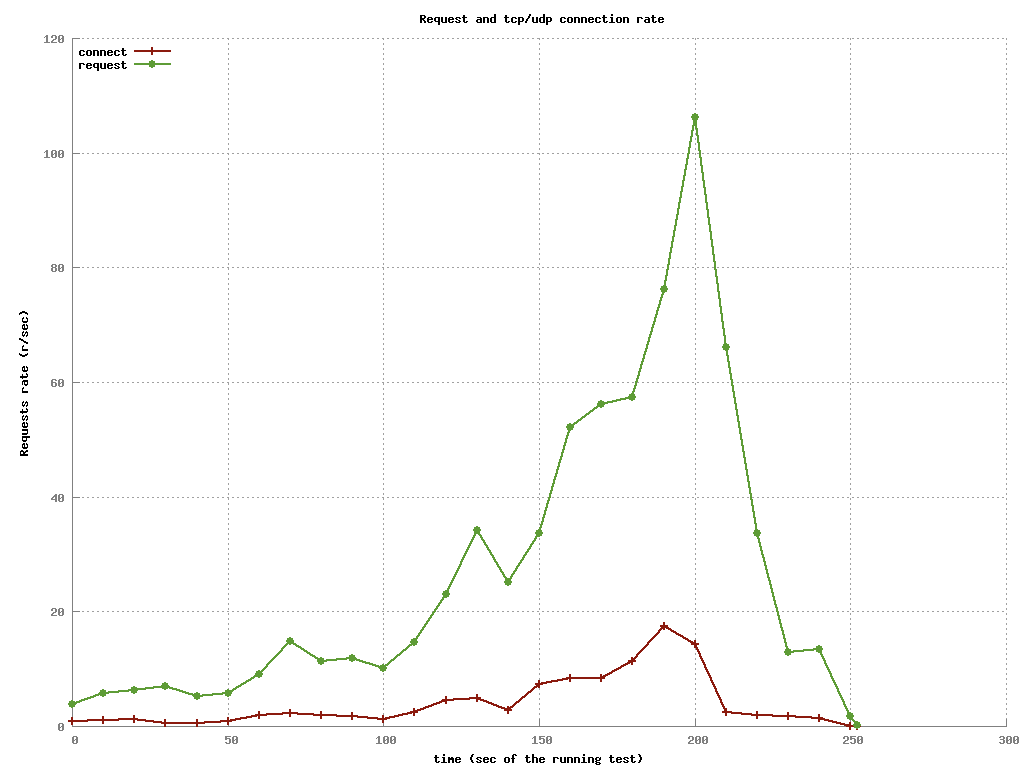 Request and tcp/udp connection rate
120
connect
request
100
80
60
40
20
0
Requests rate (r/sec)
0 50 100 150 200 250 300
time (sec of the running test)